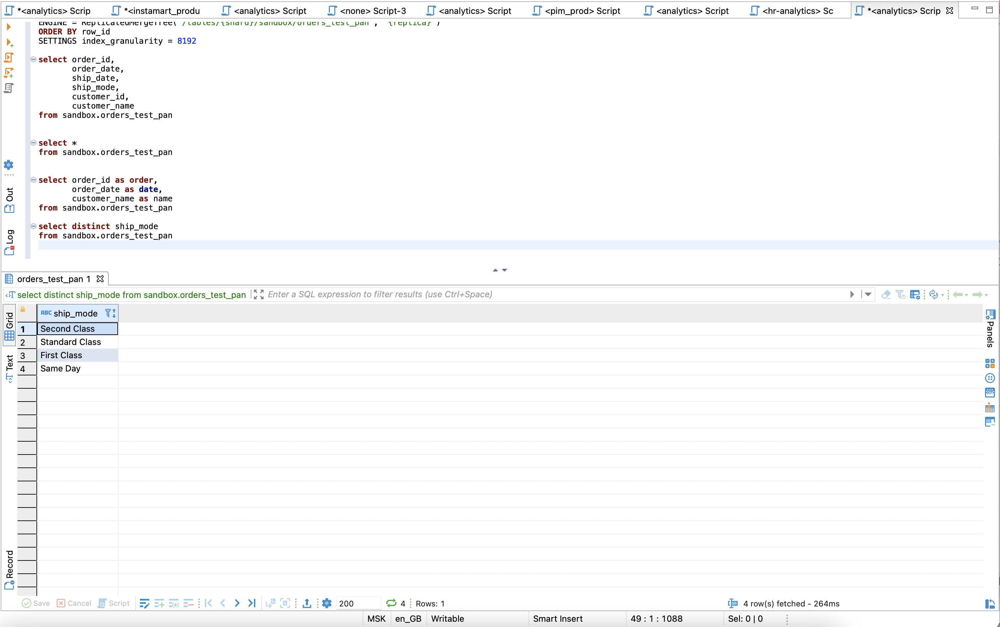 *<analytics> Scrip *<instamart_produ <analytics> Script <none> Script-3 <analytics> Script <pim_prod> Script <analytics> Script <hr-analytics> Sc *<analytics> Scrip
ENGINE = ReplicatedMergeTree('/tables/{shard}/sandbox/orders_test_pan', '{replica}')
ORDER BY row_id
SETTINGS index_granularity = 8192
select order_id,
order_date,
ship_date,
ship_mode,
customer_id,
customer_name
from sandbox.orders_test_pan
select *
from sandbox.orders_test_pan
select order_id as order,
order_date as date,
customer_name as name
from sandbox.orders_test_pan
select distinct ship_mode
from sandbox.orders_test_pan
Out
Log
orders_test_pan 1
select distinct ship_mode from sandbox.orders_test_pan Enter a SQL expression to filter results (use Ctrl+Space)
Grid
Text
Record
Panels
ABC ship_mode
1 Second Class
2 Standard Class
3 First Class
4 Same Day
Save Cancel Script 200 4 Rows: 1 4 row(s) fetched - 264ms
MSK en_GB Writable Smart Insert 49 : 1 : 1088 Sel: 0 | 0